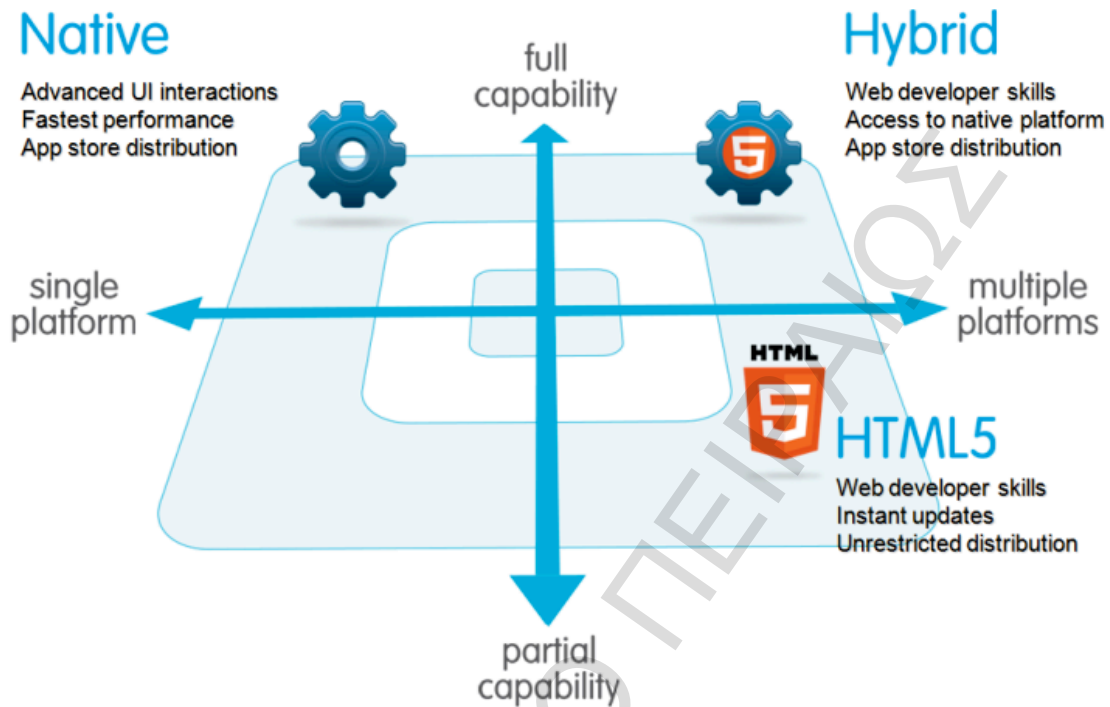 Native
Advanced UI interactions
Fastest performance
App store distribution
full
capability
Hybrid
Web developer skills
Access to native platform
App store distribution
5
single
platform
multiple
platforms
HTML
5
HTML5
Web developer skills
Instant updates
Unrestricted distribution
partial
capability
Ο ΠΕΙΡΑΙΩΣ